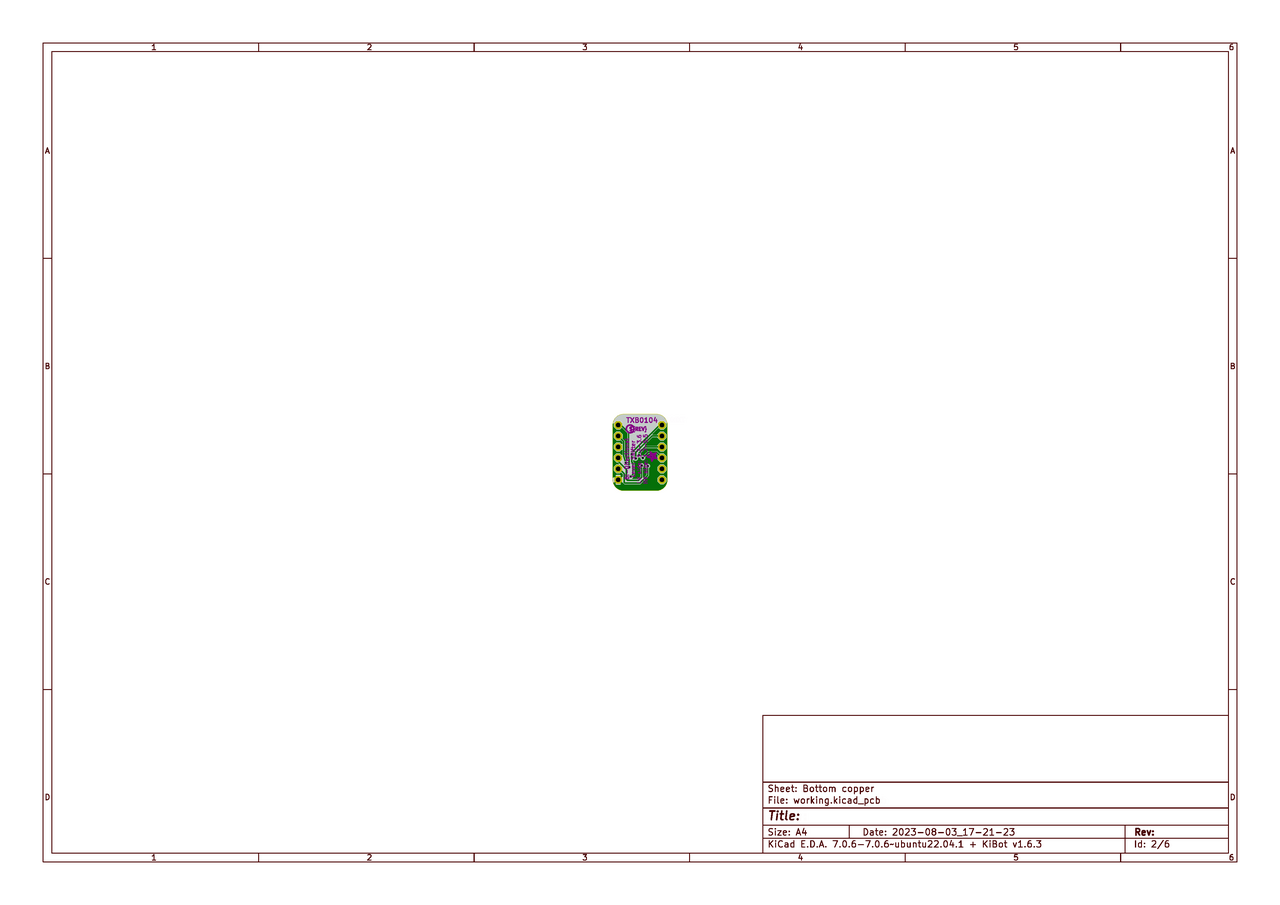 1 2 3 4 5 6
A A
TXB0104
B B
C C
D D
Sheet: Bottom copper
File: working.kicad_pcb
Title:
Size: A4 Date: 2023-08-03_17-21-23 Rev:
KiCad E.D.A. 7.0.6-7.0.6~ubuntu22.04.1 + KiBot v1.6.3 Id: 2/6
1 2 3 4 5 6